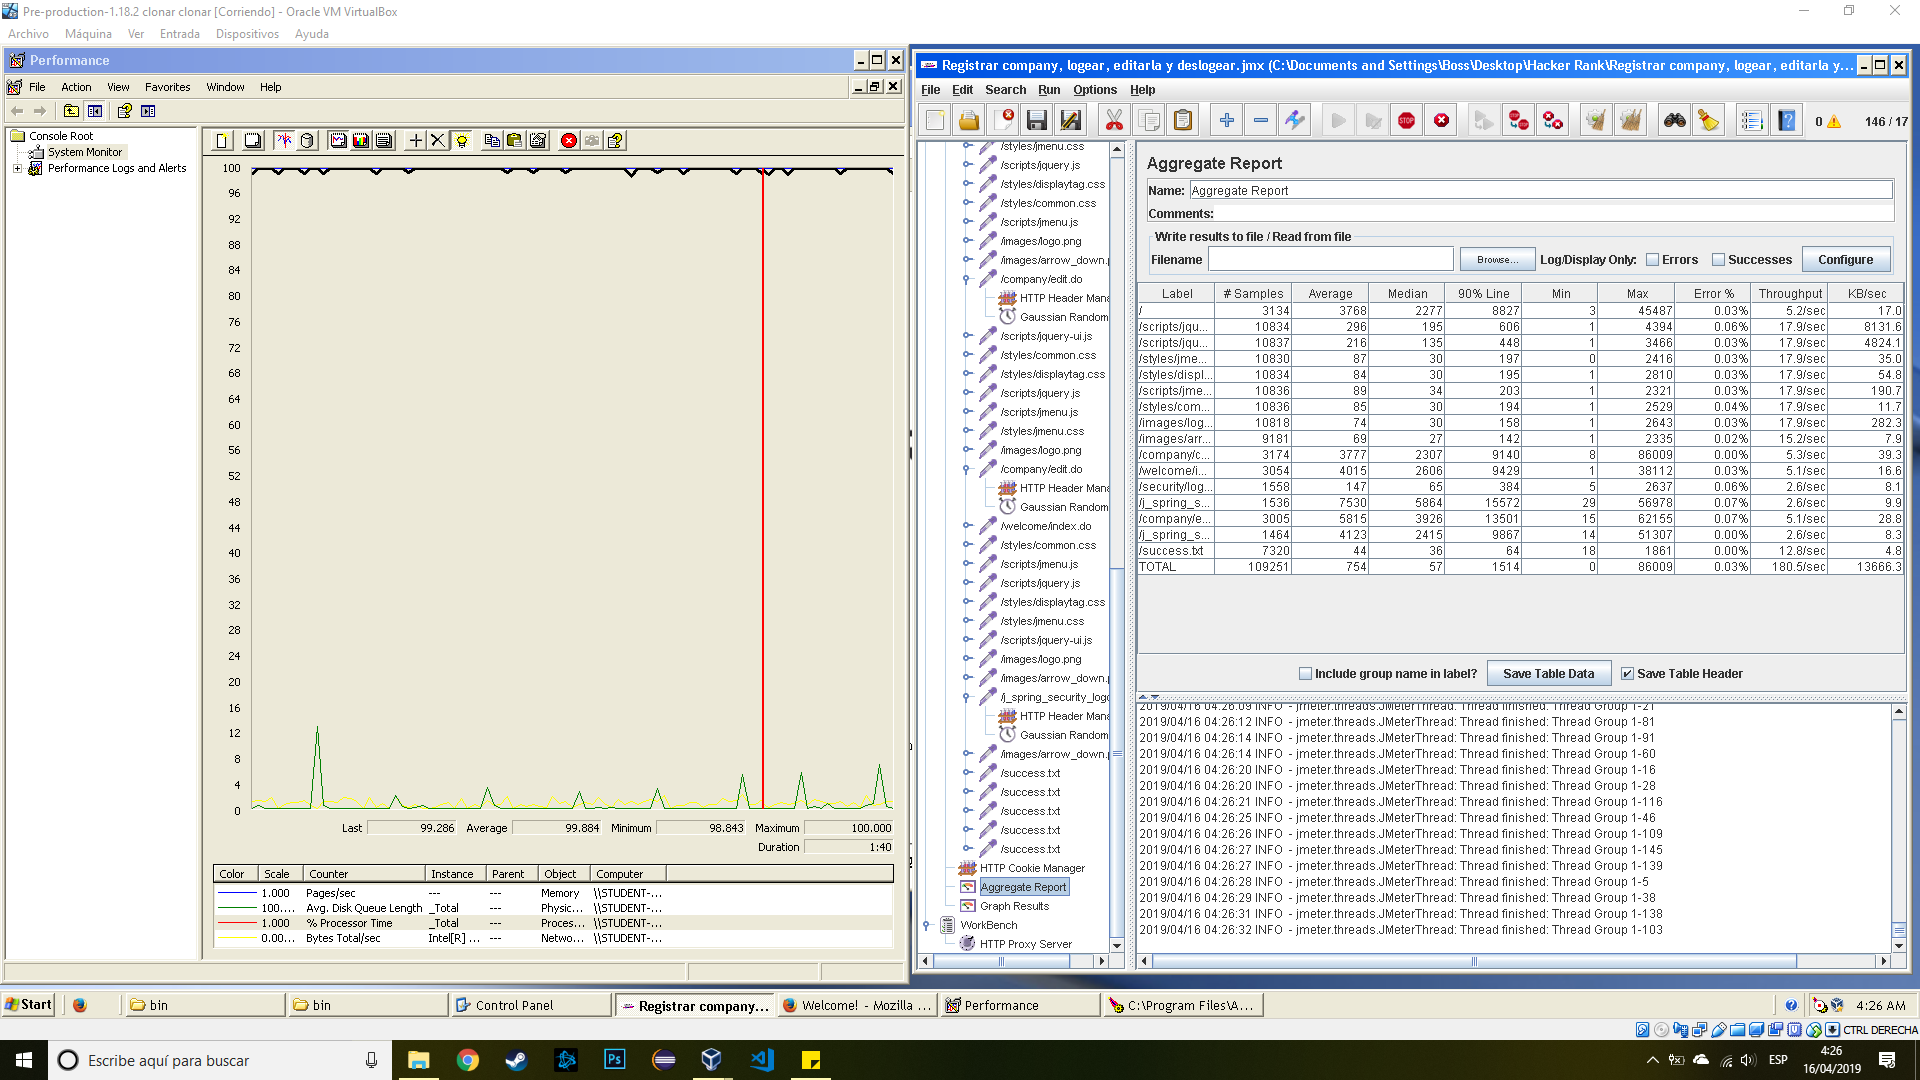 Pre-production-1.18.2 clonar clonar [Corriendo] - Oracle VM VirtualBox
Archivo Máquina Ver Entrada Dispositivos Ayuda
Performance
File Action View Favorites Window Help
Console Root
System Monitor
Performance Logs and Alerts
100
96
92
88
84
80
76
72
68
64
60
56
52
48
44
40
36
32
28
24
20
16
12
8
4
0
Last 99.286 Average 99.884 Minimum 98.843 Maximum 100.000
Duration 1:40
Color Scale Counter Instance Parent Object Computer
1.000 Pages/sec --- --- Memory \\STUDENT-...
100.... Avg. Disk Queue Length _Total --- Physic... \\STUDENT-...
1.000 % Processor Time _Total --- Proces... \\STUDENT-...
0.00... Bytes Total/sec Intel[R] ... --- Netwo... \\STUDENT-...
Registrar company, logear, editarla y deslogear.jmx (C:\Documents and Settings\Boss\Desktop\Hacker Rank\Registrar company, logear, editarla y...
File Edit Search Run Options Help
STOP
0 146 / 17
/styles/jmenu.css
/scripts/jquery.js
/styles/displaytag.css
/styles/common.css
/scripts/jmenu.js
/images/logo.png
/images/arrow_down.p
/company/edit.do
HTTP Header Mana
Gaussian Random
/scripts/jquery-ui.js
/styles/common.css
/styles/displaytag.css
/scripts/jquery.js
/scripts/jmenu.js
/styles/jmenu.css
/images/logo.png
/company/edit.do
HTTP Header Mana
Gaussian Random
/welcome/index.do
/styles/common.css
/scripts/jmenu.js
/scripts/jquery.js
/styles/displaytag.css
/styles/jmenu.css
/scripts/jquery-ui.js
/images/logo.png
/images/arrow_down.p
/j_spring_security_logo
HTTP Header Mana
Gaussian Random
/images/arrow_down.p
/success.txt
/success.txt
/success.txt
/success.txt
/success.txt
HTTP Cookie Manager
Aggregate Report
Graph Results
WorkBench
HTTP Proxy Server
Aggregate Report
Name: Aggregate Report
Comments:
Write results to file / Read from file
Filename Browse... Log/Display Only: Errors Successes Configure
Label # Samples Average Median 90% Line Min Max Error % Throughput KB/sec
/ 3134 3768 2277 8827 3 45487 0.03% 5.2/sec 17.0
/scripts/jqu... 10834 296 195 606 1 4394 0.06% 17.9/sec 8131.6
/scripts/jqu... 10837 216 135 448 1 3466 0.03% 17.9/sec 4824.1
/styles/jme... 10830 87 30 197 0 2416 0.03% 17.9/sec 35.0
/styles/displ... 10834 84 30 195 1 2810 0.03% 17.9/sec 54.8
/scripts/jme... 10836 89 34 203 1 2321 0.03% 17.9/sec 190.7
/styles/com... 10836 85 30 194 1 2529 0.04% 17.9/sec 11.7
/images/log... 10818 74 30 158 1 2643 0.03% 17.9/sec 282.3
/images/arr... 9181 69 27 142 1 2335 0.02% 15.2/sec 7.9
/company/c... 3174 3777 2307 9140 8 86009 0.00% 5.3/sec 39.3
/welcome/i... 3054 4015 2606 9429 1 38112 0.03% 5.1/sec 16.6
/security/log... 1558 147 65 384 5 2637 0.06% 2.6/sec 8.1
/j_spring_s... 1536 7530 5864 15572 29 56978 0.07% 2.6/sec 9.9
/company/e... 3005 5815 3926 13501 15 62155 0.07% 5.1/sec 28.8
/j_spring_s... 1464 4123 2415 9867 14 51307 0.00% 2.6/sec 8.3
/success.txt 7320 44 36 64 18 1861 0.00% 12.8/sec 4.8
TOTAL 109251 754 57 1514 0 86009 0.03% 180.5/sec 13666.3
Include group name in label? Save Table Data Save Table Header
2019/04/16 04:26:09 INFO - jmeter.threads.JMeterThread: Thread finished: Thread Group 1-21
2019/04/16 04:26:12 INFO - jmeter.threads.JMeterThread: Thread finished: Thread Group 1-81
2019/04/16 04:26:14 INFO - jmeter.threads.JMeterThread: Thread finished: Thread Group 1-91
2019/04/16 04:26:14 INFO - jmeter.threads.JMeterThread: Thread finished: Thread Group 1-60
2019/04/16 04:26:20 INFO - jmeter.threads.JMeterThread: Thread finished: Thread Group 1-16
2019/04/16 04:26:20 INFO - jmeter.threads.JMeterThread: Thread finished: Thread Group 1-28
2019/04/16 04:26:21 INFO - jmeter.threads.JMeterThread: Thread finished: Thread Group 1-116
2019/04/16 04:26:25 INFO - jmeter.threads.JMeterThread: Thread finished: Thread Group 1-46
2019/04/16 04:26:26 INFO - jmeter.threads.JMeterThread: Thread finished: Thread Group 1-109
2019/04/16 04:26:27 INFO - jmeter.threads.JMeterThread: Thread finished: Thread Group 1-145
2019/04/16 04:26:27 INFO - jmeter.threads.JMeterThread: Thread finished: Thread Group 1-139
2019/04/16 04:26:28 INFO - jmeter.threads.JMeterThread: Thread finished: Thread Group 1-5
2019/04/16 04:26:29 INFO - jmeter.threads.JMeterThread: Thread finished: Thread Group 1-38
2019/04/16 04:26:31 INFO - jmeter.threads.JMeterThread: Thread finished: Thread Group 1-138
2019/04/16 04:26:32 INFO - jmeter.threads.JMeterThread: Thread finished: Thread Group 1-103
Start bin bin Control Panel Registrar company... Welcome! - Mozilla ... Performance C:\Program Files\A... 4:26 AM
CTRL DERECHA
Escribe aquí para buscar
Ps
ESP
4:26
16/04/2019